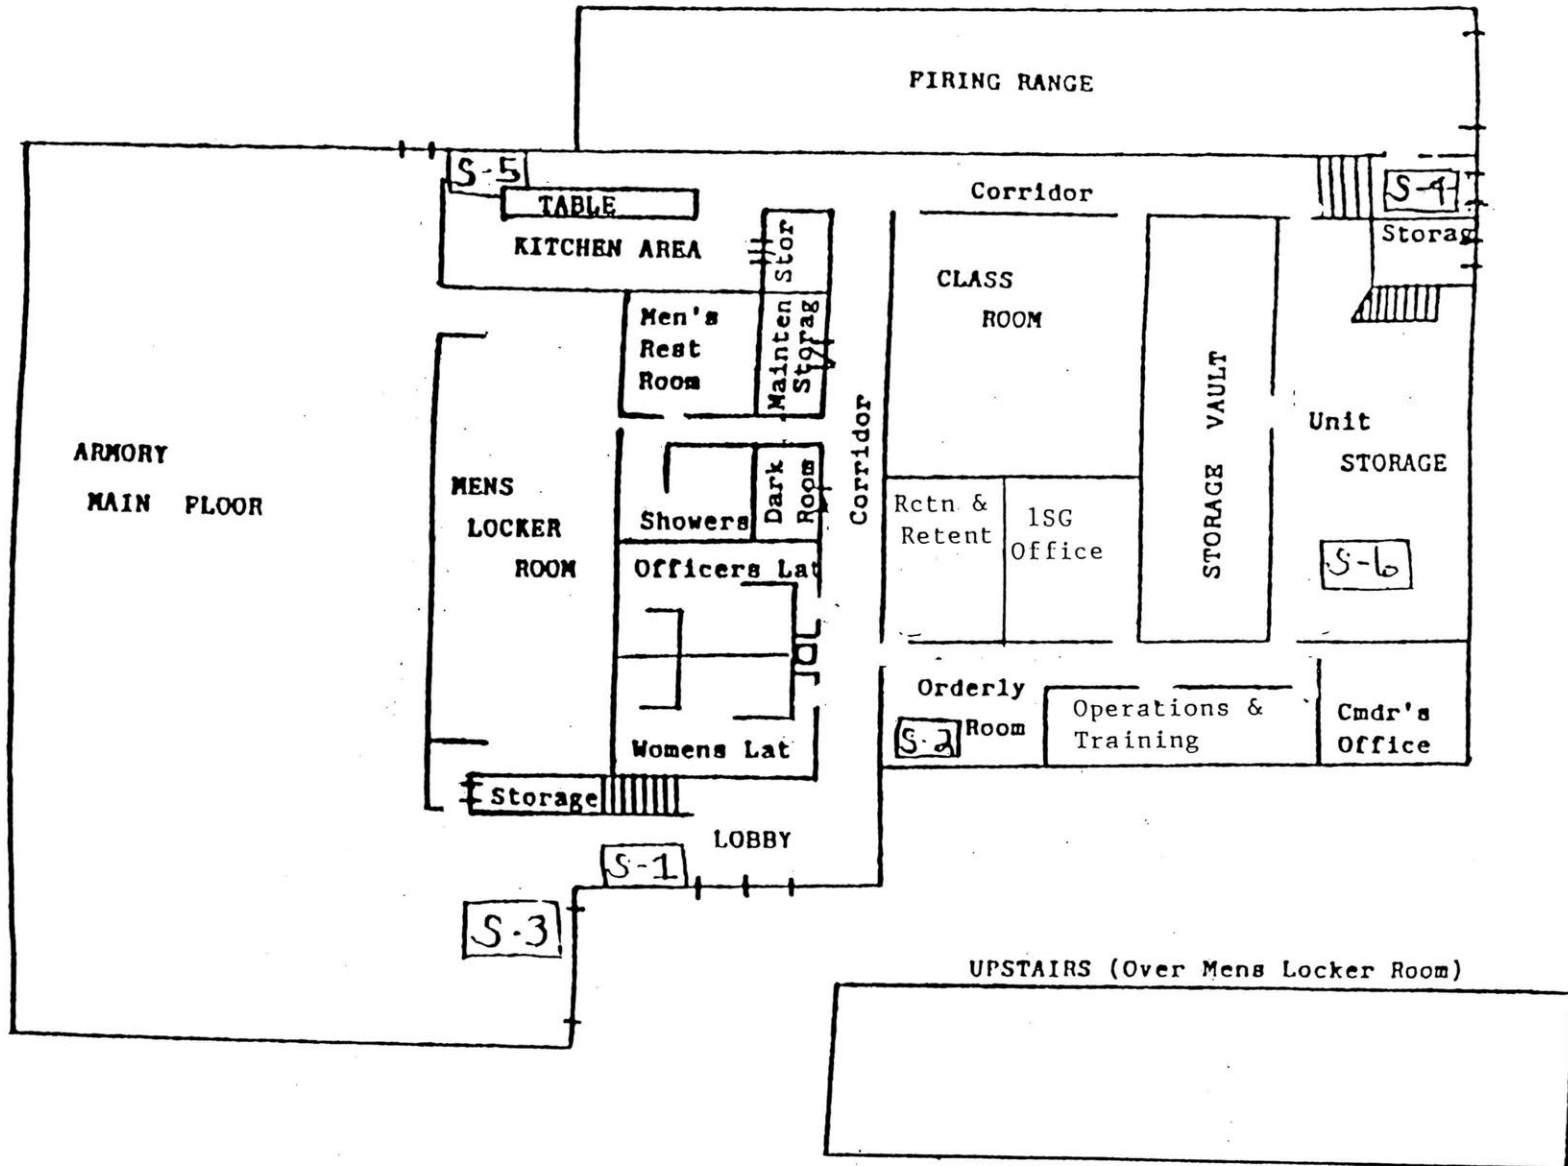 FIRING RANGE
S-5
TABLE
KITCHEN AREA
Corridor
S-4
Storag
Stor
Mainten
Storag
Men's
Rest
Room
CLASS
ROOM
STORAGE VAULT
Unit
STORAGE
S-6
ARMORY
MAIN FLOOR
MENS
LOCKER
ROOM
Showers
Dark
Room
Corridor
Rctn &
Retent
1SG
Office
Officers Lat
Womens Lat
Orderly
Room
S-2
Operations &
Training
Cmdr's
Office
Storage
LOBBY
S-1
S-3
UPSTAIRS (Over Mens Locker Room)